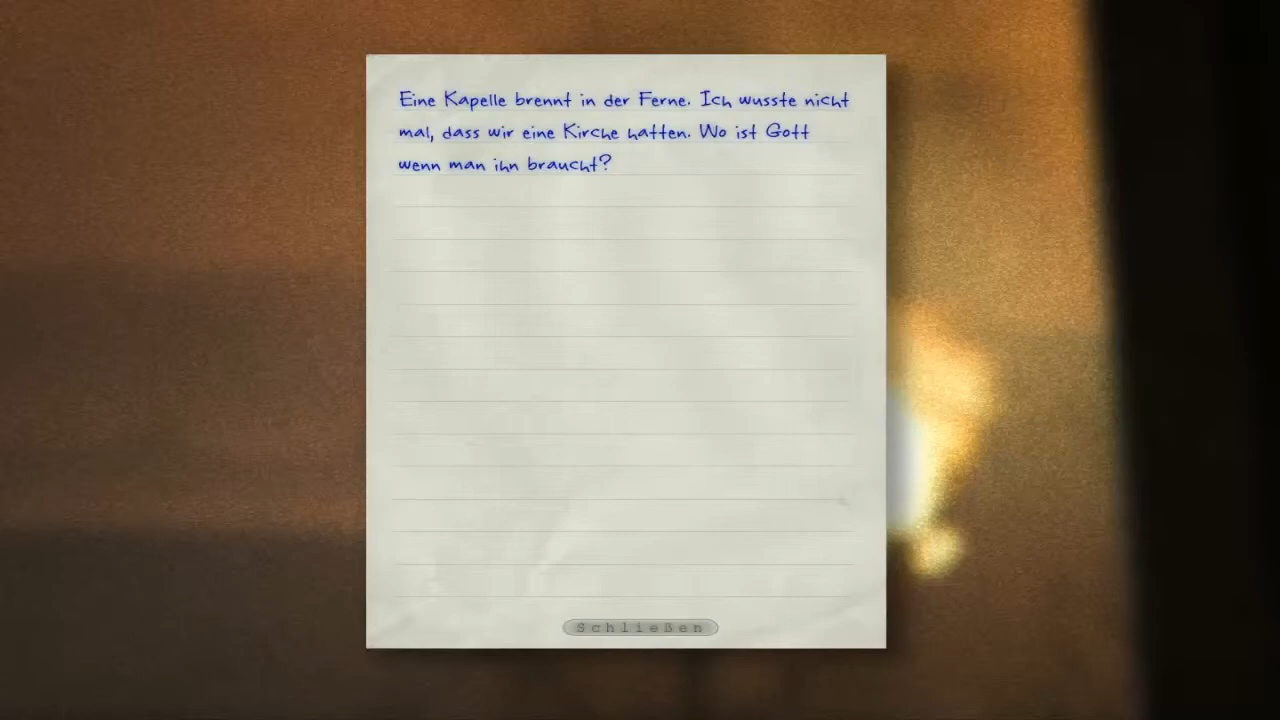 Eine Kapelle brennt in der Ferne. Ich wusste nicht
mal, dass wir eine Kirche hatten. Wo ist Gott
wenn man ihn braucht?
Schließen